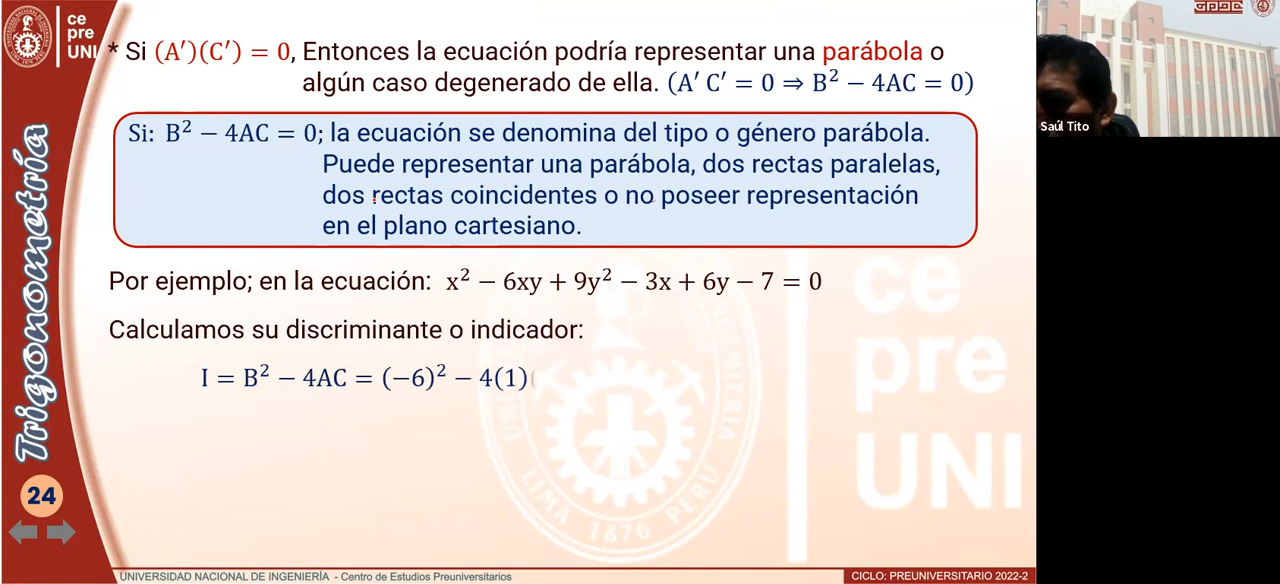 ce
pre
UNI
* Si (A′)(C′) = 0, Entonces la ecuación podría representar una parábola o
algún caso degenerado de ella. (A′ C′ = 0 ⇒ B² − 4AC = 0)
Si: B² − 4AC = 0; la ecuación se denomina del tipo o género parábola.
Puede representar una parábola, dos rectas paralelas,
dos rectas coincidentes o no poseer representación
en el plano cartesiano.
Por ejemplo; en la ecuación: x² − 6xy + 9y² − 3x + 6y − 7 = 0
Calculamos su discriminante o indicador:
I = B² − 4AC = (−6)² − 4(1)(
Trigonometría
24
ce
pre
UNI
LIMA 1876 PERU
UNIVERSIDAD NACIONAL DE INGENIERÍA - Centro de Estudios Preuniversitarios
CICLO: PREUNIVERSITARIO 2022-2
Saúl Tito